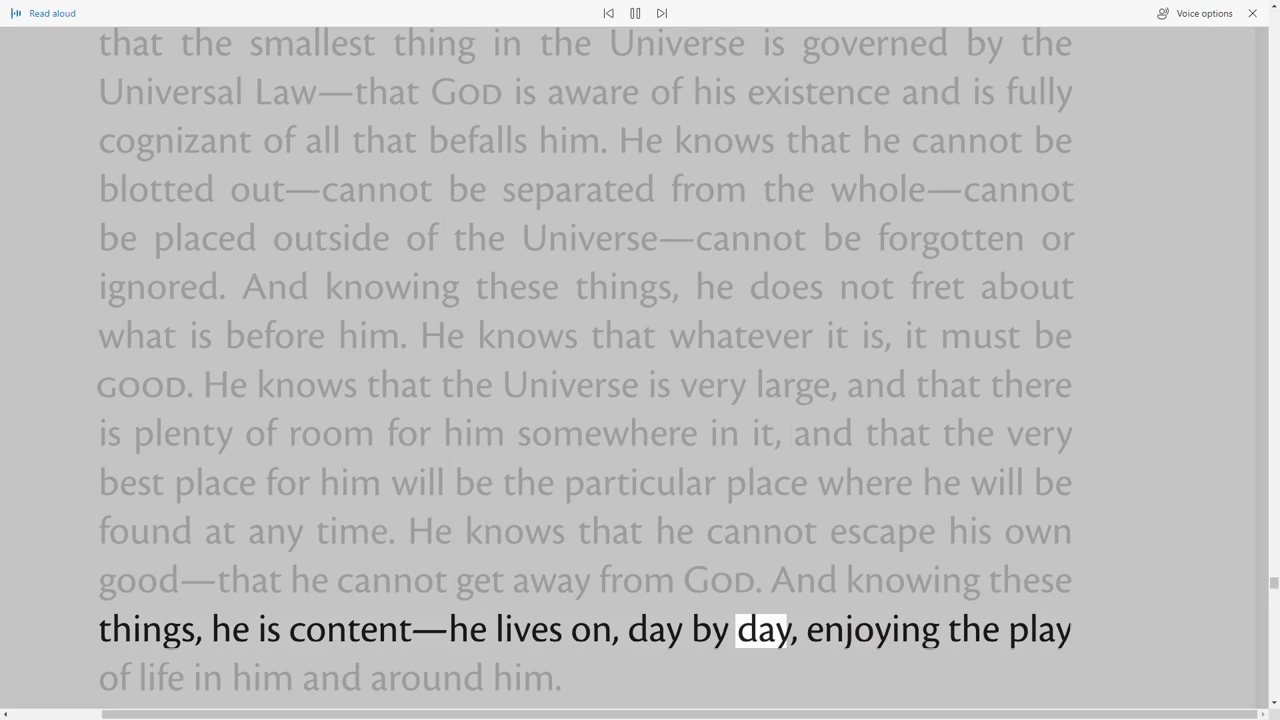 Read aloud
Voice options
that the smallest thing in the Universe is governed by the
Universal Law—that GOD is aware of his existence and is fully
cognizant of all that befalls him. He knows that he cannot be
blotted out—cannot be separated from the whole—cannot
be placed outside of the Universe—cannot be forgotten or
ignored. And knowing these things, he does not fret about
what is before him. He knows that whatever it is, it must be
GOOD. He knows that the Universe is very large, and that there
is plenty of room for him somewhere in it, and that the very
best place for him will be the particular place where he will be
found at any time. He knows that he cannot escape his own
good—that he cannot get away from GOD. And knowing these
things, he is content—he lives on, day by day, enjoying the play
of life in him and around him.